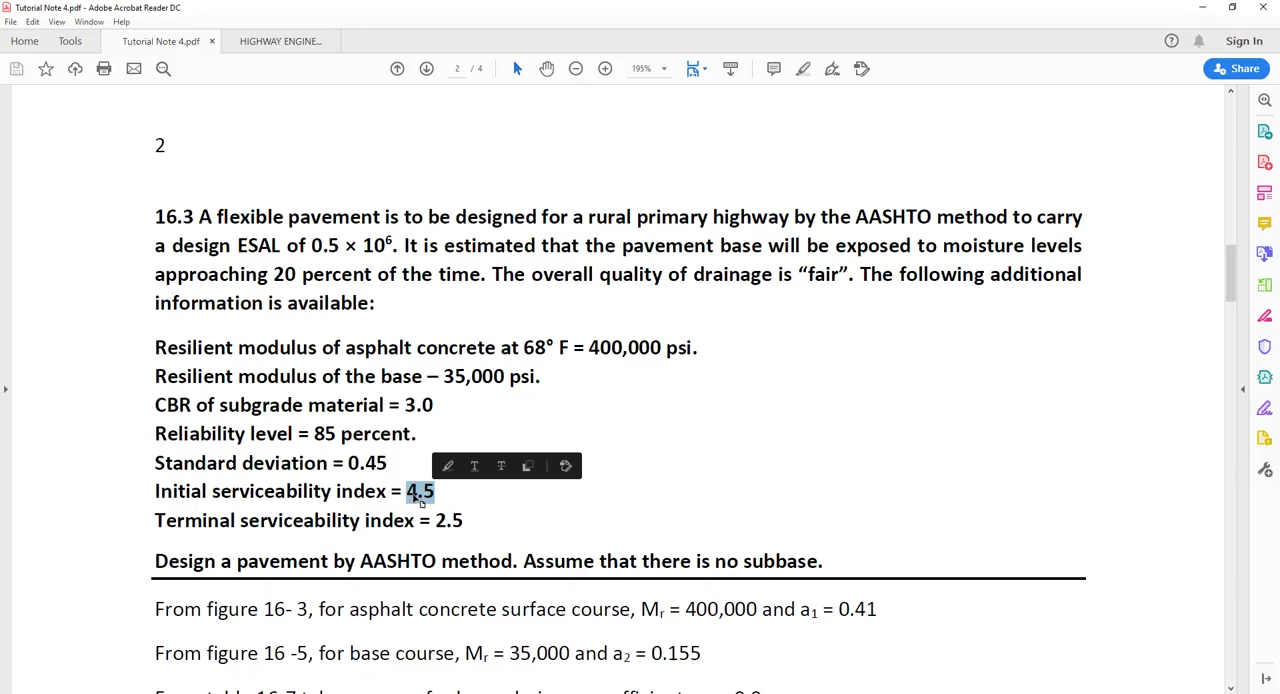 Tutorial Note 4.pdf - Adobe Acrobat Reader DC
File Edit View Window Help
Home Tools Tutorial Note 4.pdf × HIGHWAY ENGINE... Sign In
2 / 4 195% Share
2
16.3 A flexible pavement is to be designed for a rural primary highway by the AASHTO method to carry
a design ESAL of 0.5 × 10⁶. It is estimated that the pavement base will be exposed to moisture levels
approaching 20 percent of the time. The overall quality of drainage is “fair”. The following additional
information is available:
Resilient modulus of asphalt concrete at 68° F = 400,000 psi.
Resilient modulus of the base – 35,000 psi.
CBR of subgrade material = 3.0
Reliability level = 85 percent.
Standard deviation = 0.45
Initial serviceability index = 4.5
Terminal serviceability index = 2.5
Design a pavement by AASHTO method. Assume that there is no subbase.
From figure 16- 3, for asphalt concrete surface course, Mᵣ = 400,000 and a₁ = 0.41
From figure 16 -5, for base course, Mᵣ = 35,000 and a₂ = 0.155